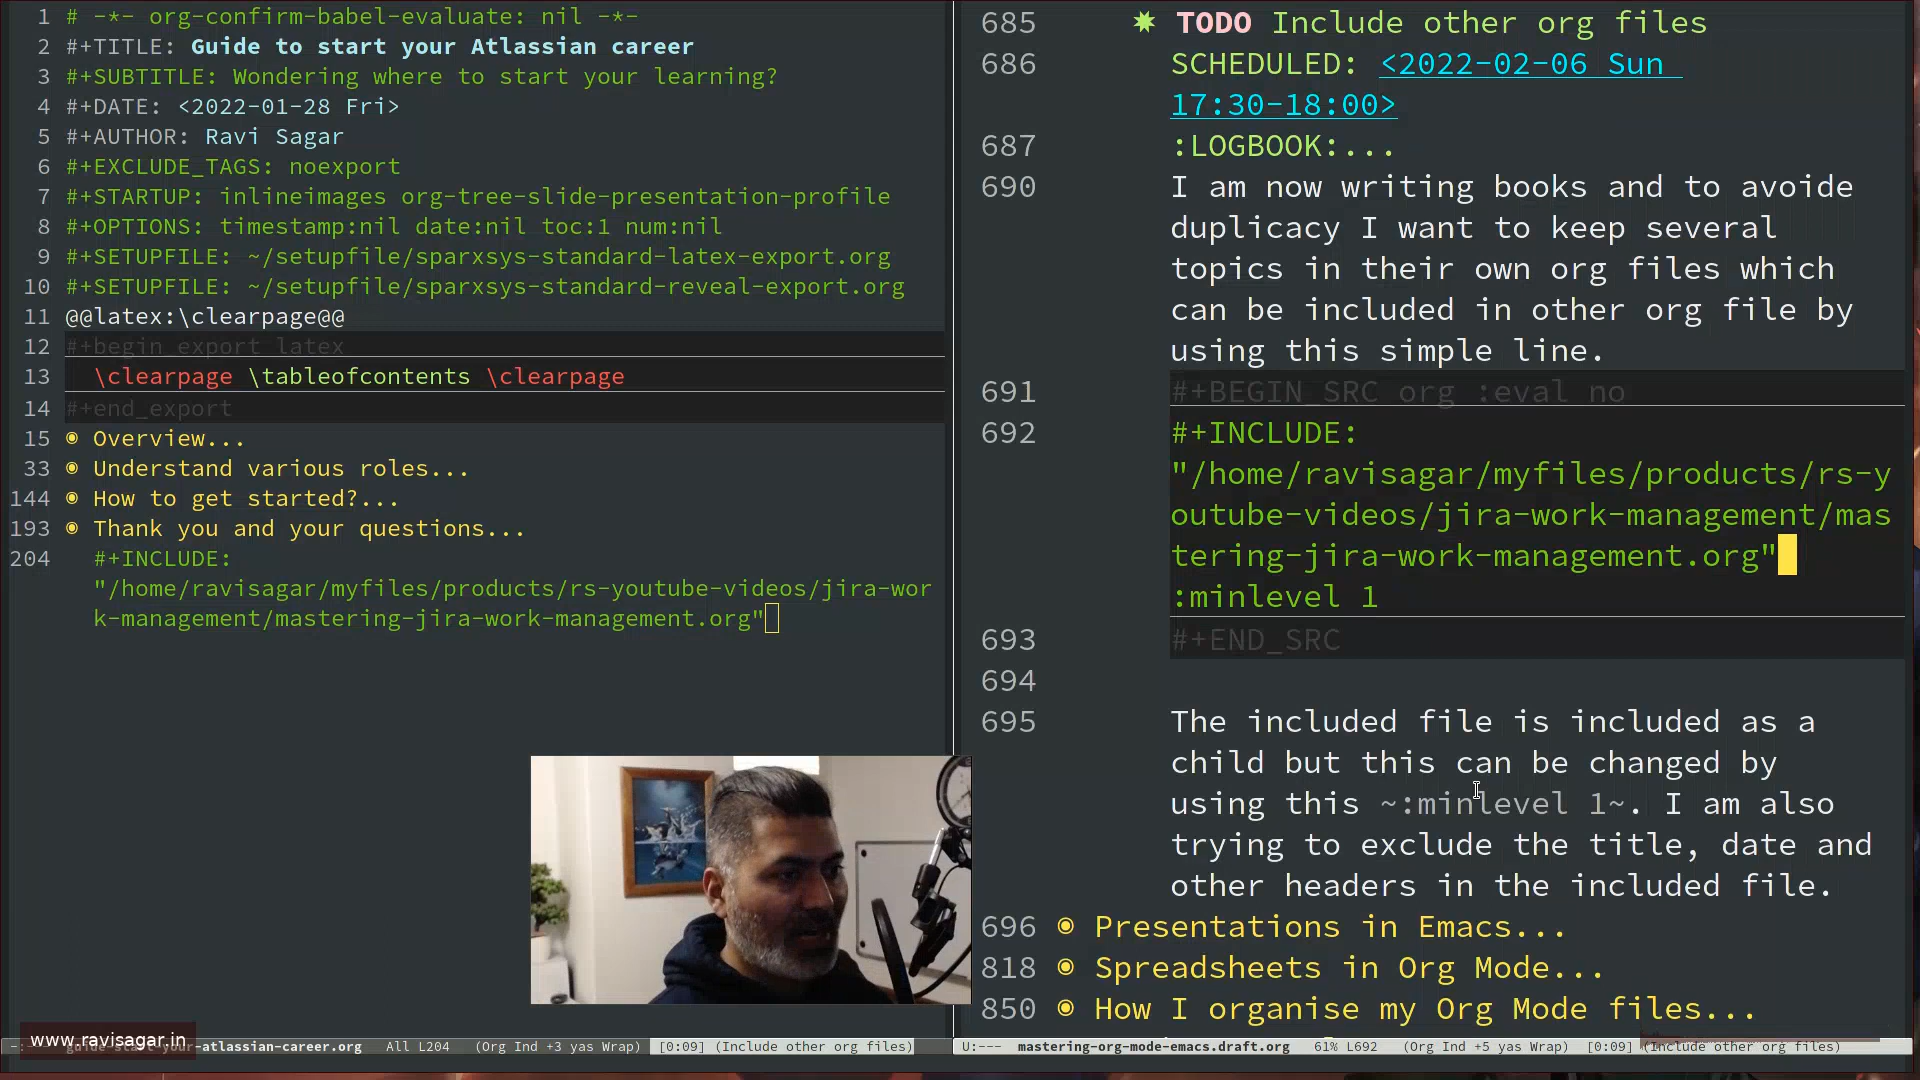 1 # -*- org-confirm-babel-evaluate: nil -*-
2 #+TITLE: Guide to start your Atlassian career
3 #+SUBTITLE: Wondering where to start your learning?
4 #+DATE: <2022-01-28 Fri>
5 #+AUTHOR: Ravi Sagar
6 #+EXCLUDE_TAGS: noexport
7 #+STARTUP: inlineimages org-tree-slide-presentation-profile
8 #+OPTIONS: timestamp:nil date:nil toc:1 num:nil
9 #+SETUPFILE: ~/setupfile/sparxsys-standard-latex-export.org
10 #+SETUPFILE: ~/setupfile/sparxsys-standard-reveal-export.org
11 @@latex:\clearpage@@
12 #+begin_export latex
13 \clearpage \tableofcontents \clearpage
14 #+end_export
15 ◉ Overview...
33 ◉ Understand various roles...
144 ◉ How to get started?...
193 ◉ Thank you and your questions...
204 #+INCLUDE:
"/home/ravisagar/myfiles/products/rs-youtube-videos/jira-wor
k-management/mastering-jira-work-management.org"
www.ravisagar.in
guide-start-your-atlassian-career.org All L204 (Org Ind +3 yas Wrap) [0:09] (Include other org files)
685 ✸ TODO Include other org files
686 SCHEDULED: <2022-02-06 Sun
17:30-18:00>
687 :LOGBOOK:...
690 I am now writing books and to avoide
duplicacy I want to keep several
topics in their own org files which
can be included in other org file by
using this simple line.
691 #+BEGIN_SRC org :eval no
692 #+INCLUDE:
"/home/ravisagar/myfiles/products/rs-y
outube-videos/jira-work-management/mas
tering-jira-work-management.org"
:minlevel 1
693 #+END_SRC
694
695 The included file is included as a
child but this can be changed by
using this ~:minlevel 1~. I am also
trying to exclude the title, date and
other headers in the included file.
696 ◉ Presentations in Emacs...
818 ◉ Spreadsheets in Org Mode...
850 ◉ How I organise my Org Mode files...
U:--- mastering-org-mode-emacs.draft.org 61% L692 (Org Ind +5 yas Wrap) [0:09] (Include other org files)